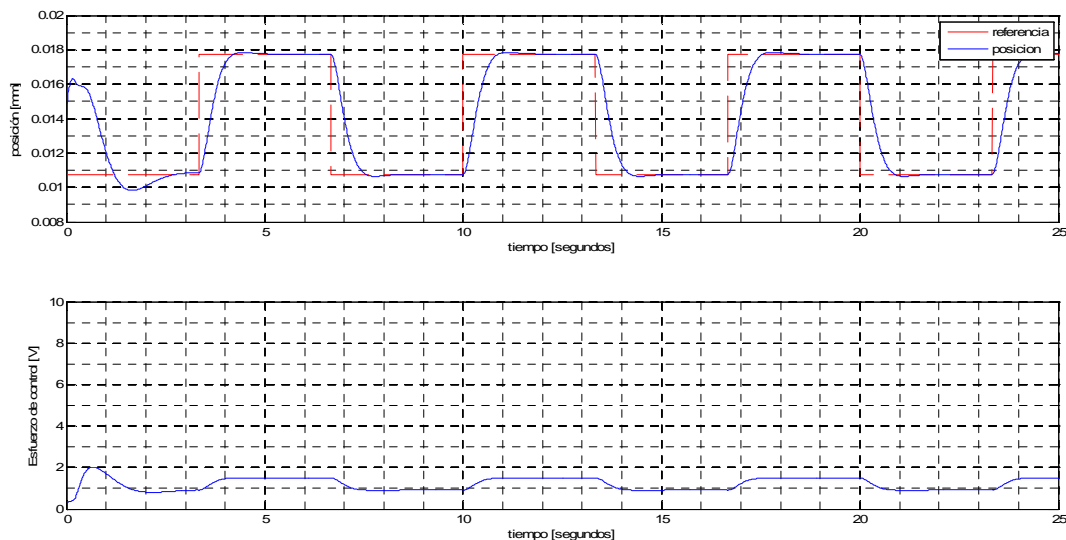 0.02
0.018
0.016
0.014
0.012
0.01
0.008
posición [mm]
referencia
posicion
0 5 10 15 20 25
tiempo [segundos]
10
8
6
4
2
0
Esfuerzo de control [V]
0 5 10 15 20 25
tiempo [segundos]